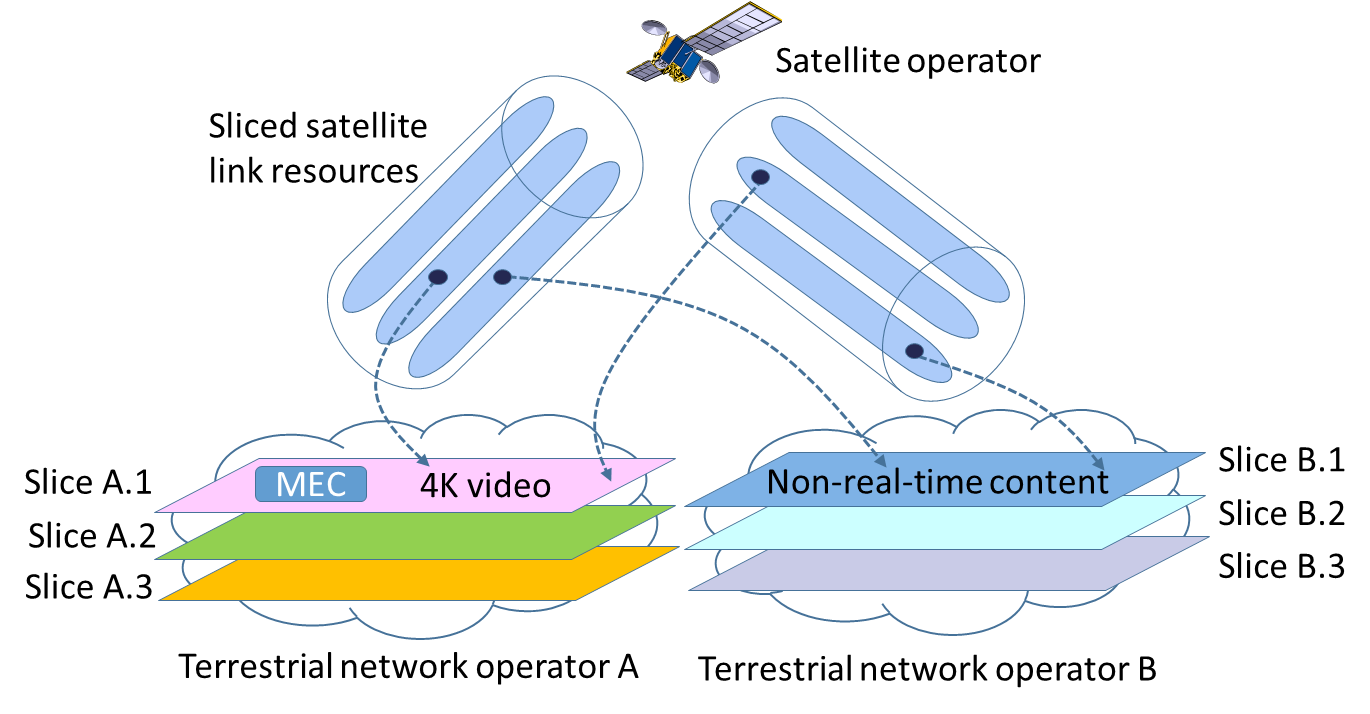 Satellite operator
Sliced satellite
link resources
Slice A.1
MEC
4K video
Slice A.2
Slice A.3
Non-real-time content
Slice B.1
Slice B.2
Slice B.3
Terrestrial network operator A
Terrestrial network operator B